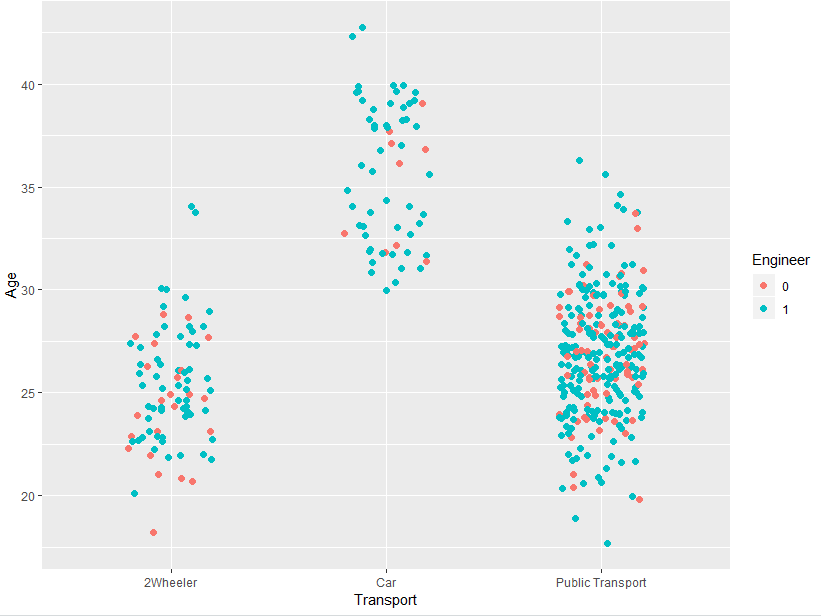 40
35
30
25
20
Age
2Wheeler
Car
Public Transport
Transport
Engineer
0
1